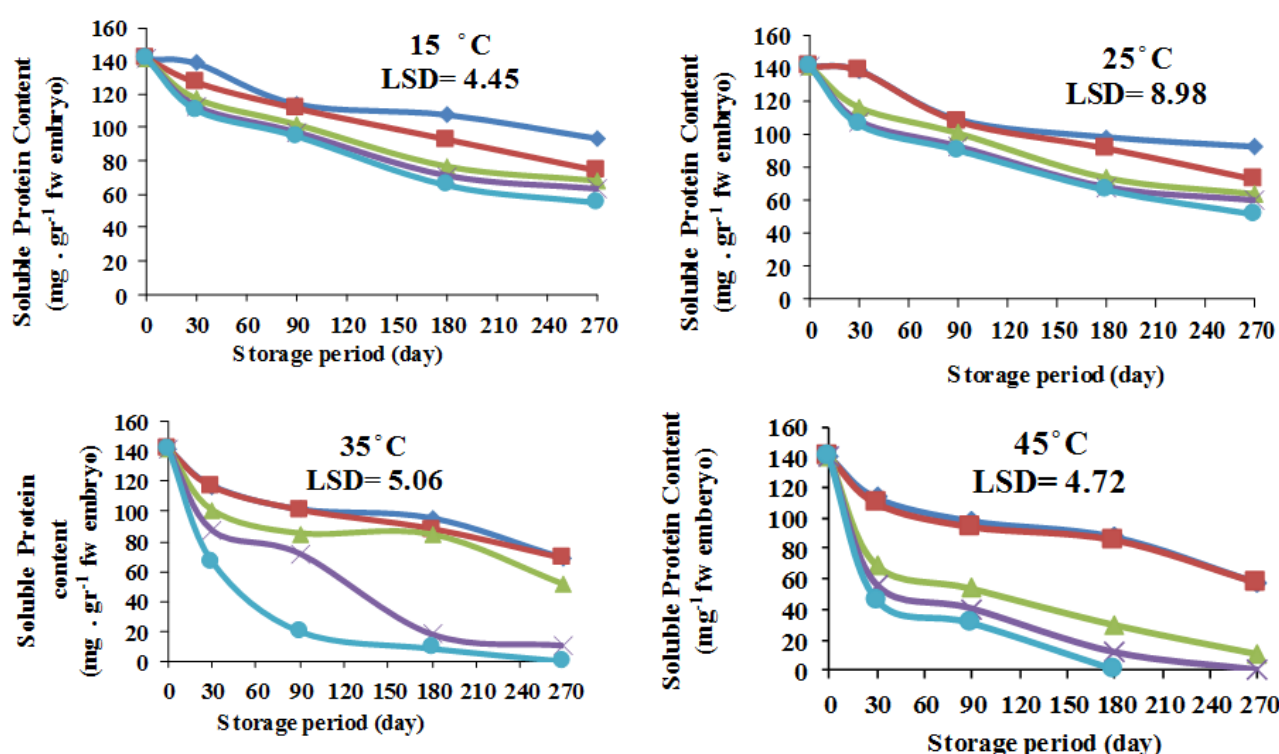 15 °C
LSD= 4.45
Soluble Protein Content
(mg . gr-1 fw embryo)
160
140
120
100
80
60
40
20
0
0 30 60 90 120 150 180 210 270
Storage period (day)
25°C
LSD= 8.98
Soluble Protein Content
(mg . gr-1 fw embryo)
160
140
120
100
80
60
40
20
0
0 30 60 90 120 150 180 210 270
Storage period (day)
35°C
LSD= 5.06
Soluble Protein
content
(mg . gr-1 fw embryo)
160
140
120
100
80
60
40
20
0
0 30 90 120 150 180 210 270
Storage period (day)
45°C
LSD= 4.72
Soluble Protein Content
(mg-1 fw emberyo)
160
140
120
100
80
60
40
20
0
0 30 60 90 120 150 180 210 270
Storage period (day)